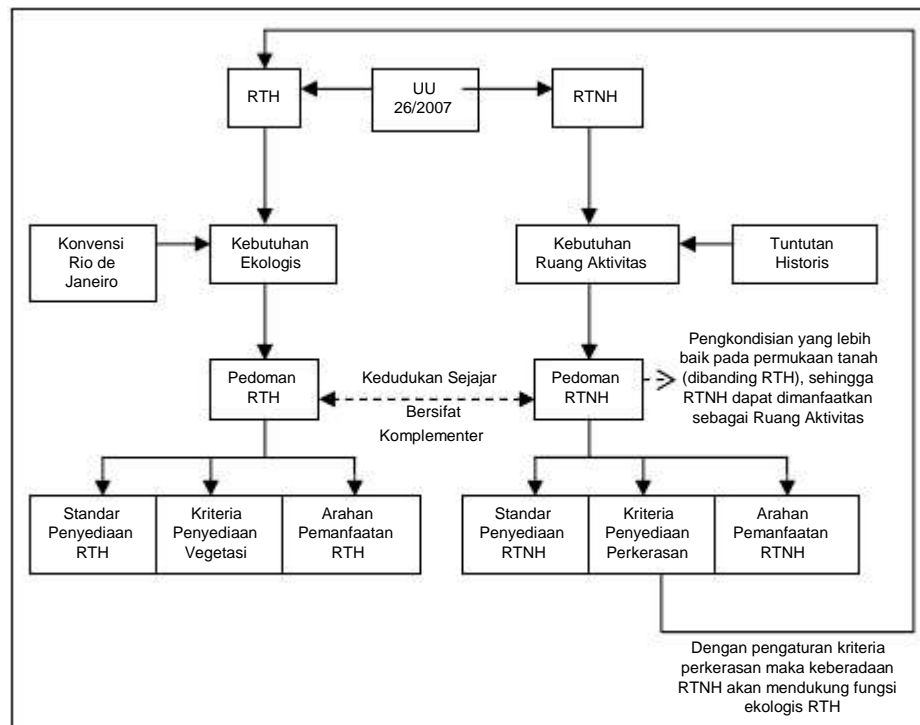 RTH
UU
26/2007
RTNH
Konvensi
Rio de
Janeiro
Kebutuhan
Ekologis
Kebutuhan
Ruang Aktivitas
Tuntutan
Historis
Pedoman
RTH
Kedudukan Sejajar
Bersifat
Komplementer
Pedoman
RTNH
Pengkondisian yang lebih
baik pada permukaan tanah
(dibanding RTH), sehingga
RTNH dapat dimanfaatkan
sebagai Ruang Aktivitas
Standar
Penyediaan
RTH
Kriteria
Penyediaan
Vegetasi
Arahan
Pemanfaatan
RTH
Standar
Penyediaan
RTNH
Kriteria
Penyediaan
Perkerasan
Arahan
Pemanfaatan
RTNH
Dengan pengaturan kriteria
perkerasan maka keberadaan
RTNH akan mendukung fungsi
ekologis RTH